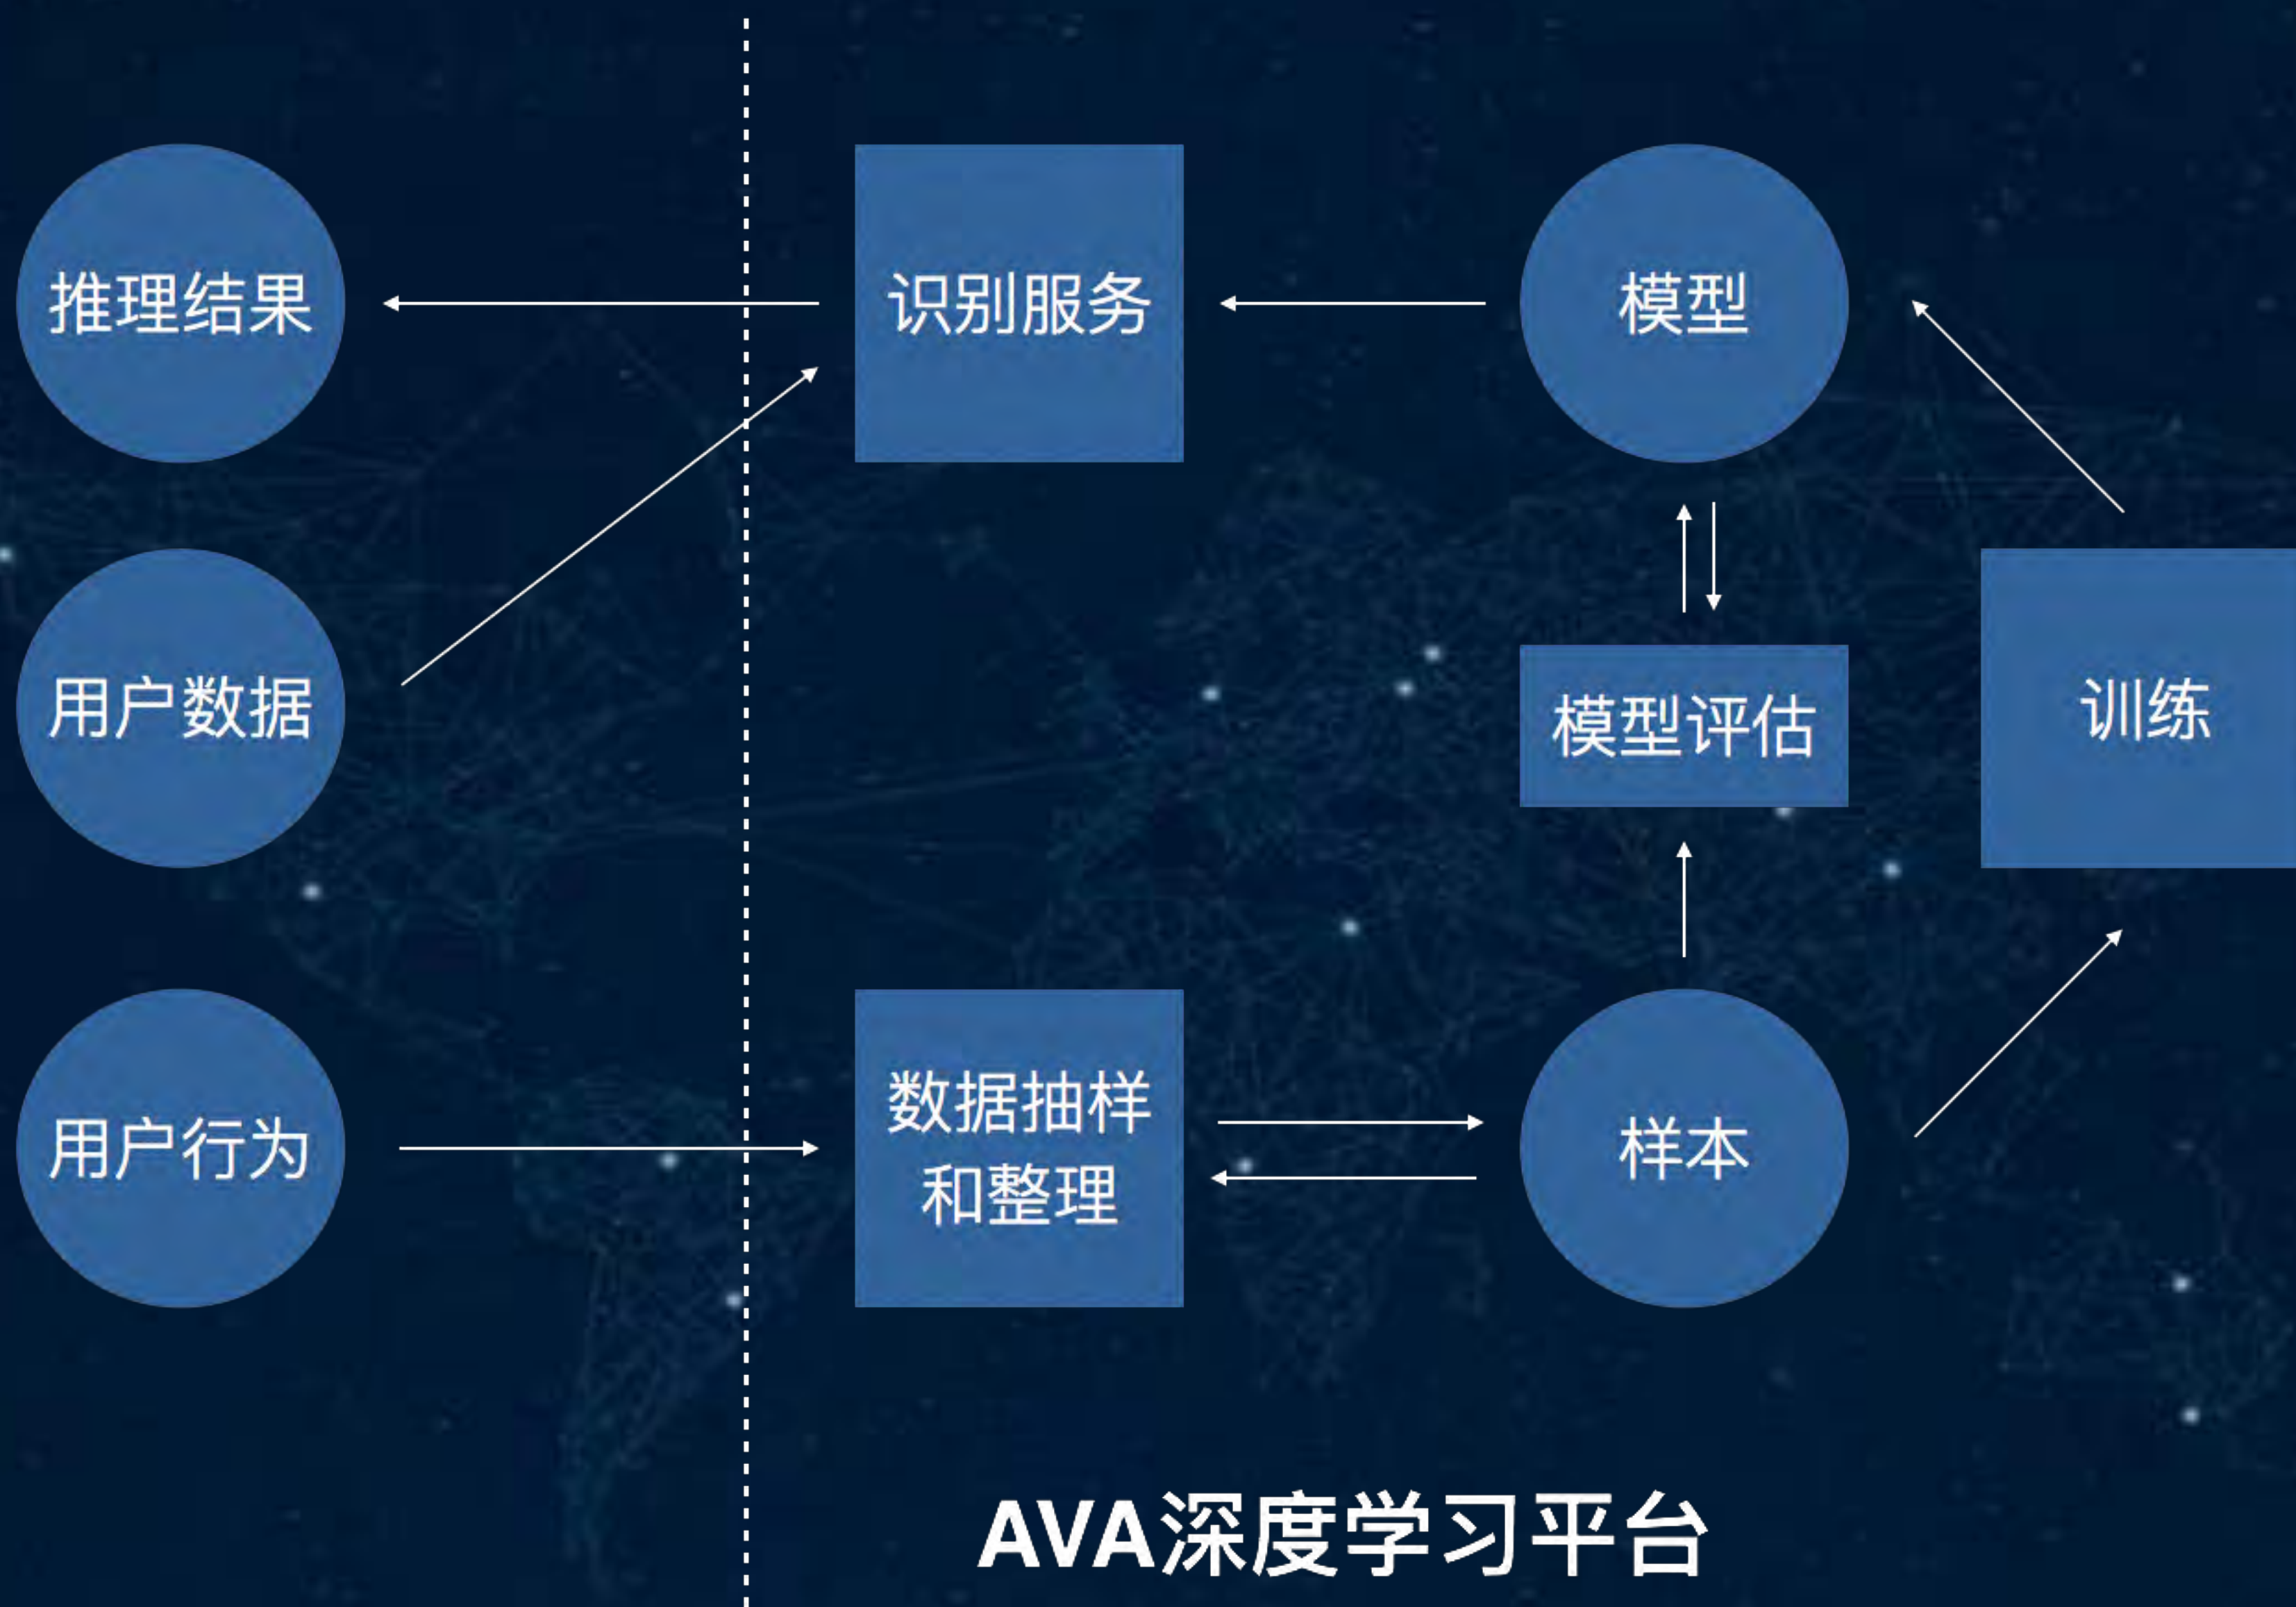 推理结果
识别服务
模型
用户数据
模型评估
训练
用户行为
数据抽样
和整理
样本
AVA深度学习平台